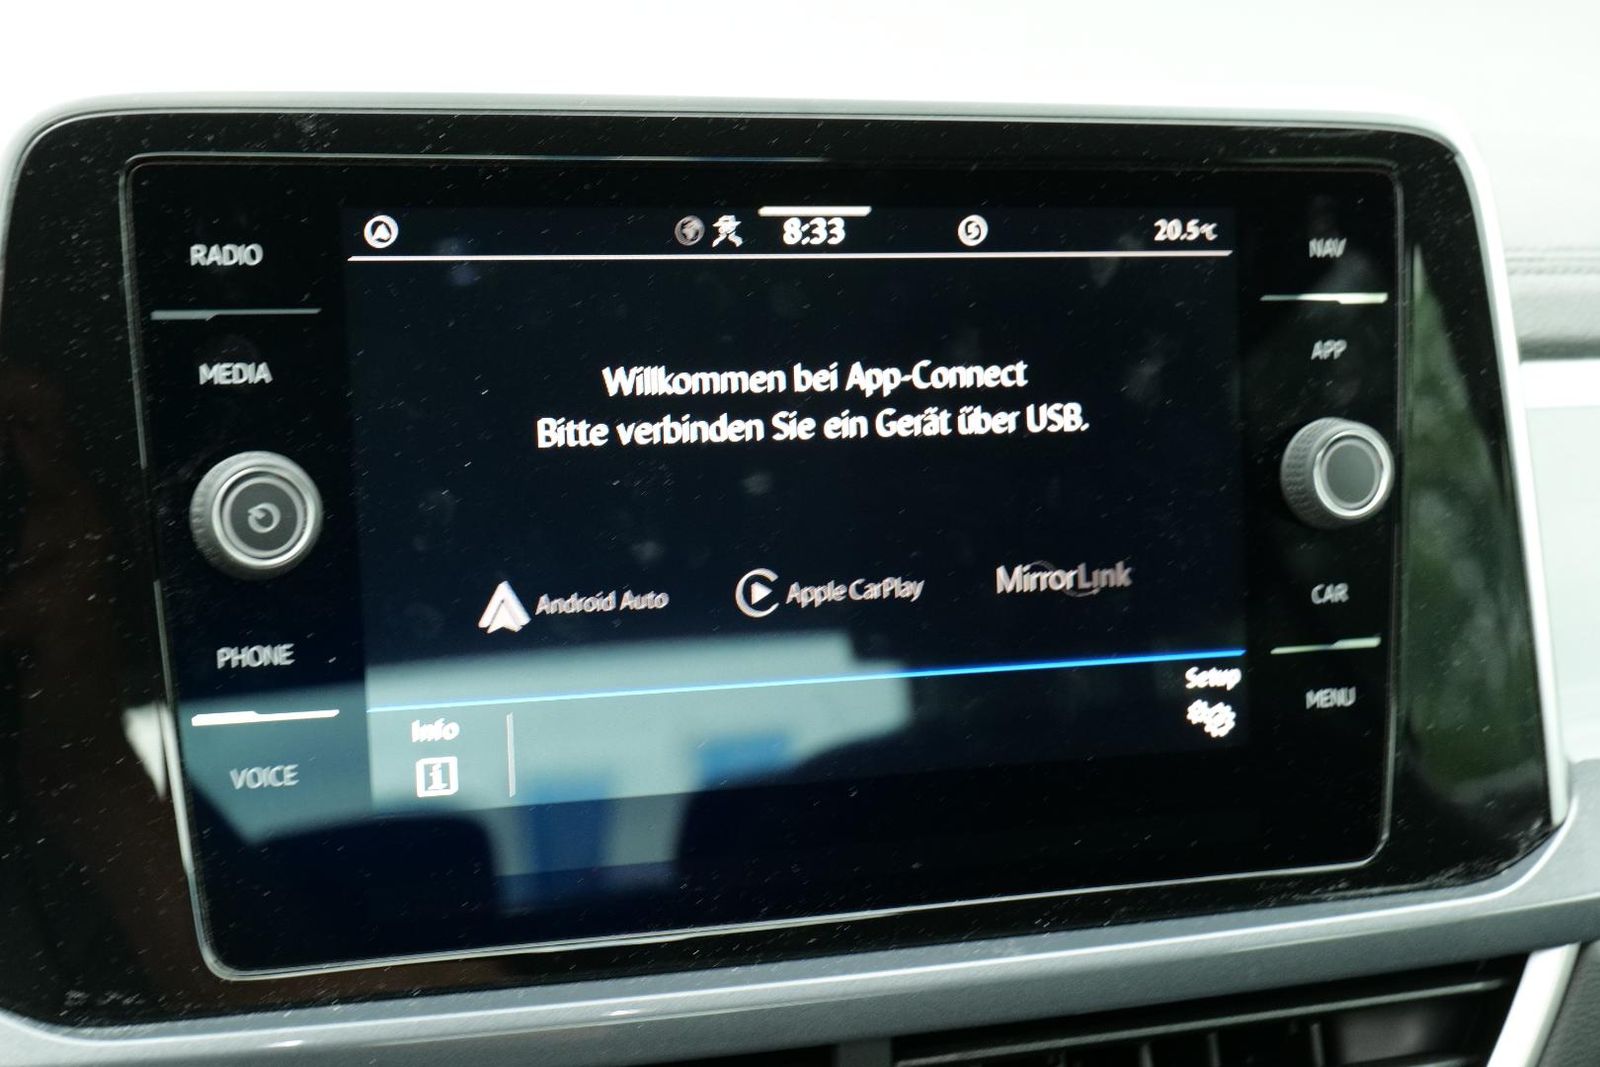 8:33
20.5°C
RADIO
MEDIA
PHONE
VOICE
Willkommen bei App-Connect
Bitte verbinden Sie ein Gerät über USB.
Android Auto
Apple CarPlay
MirrorLink
Info
Setup
NAV
APP
CAR
MENU